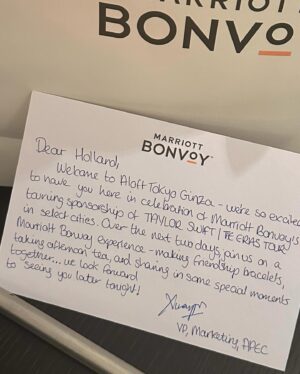 MARRIOTT
BONVOY
MARRIOTT
BONVOY
Dear Holland,
Welcome to Aloft Tokyo Ginza - we're so excited
to have you here in celebration of Marriott Bonvoy's
touring sponsorship of TAYLOR SWIFT | THE ERAS TOUR
in select cities. Over the next two days, join us on a
Marriott Bonvoy experience - making friendship bracelets,
taking afternoon tea, and sharing in some special moments
together... we look forward
to seeing you later tonight!
VP, Marketing, APEC